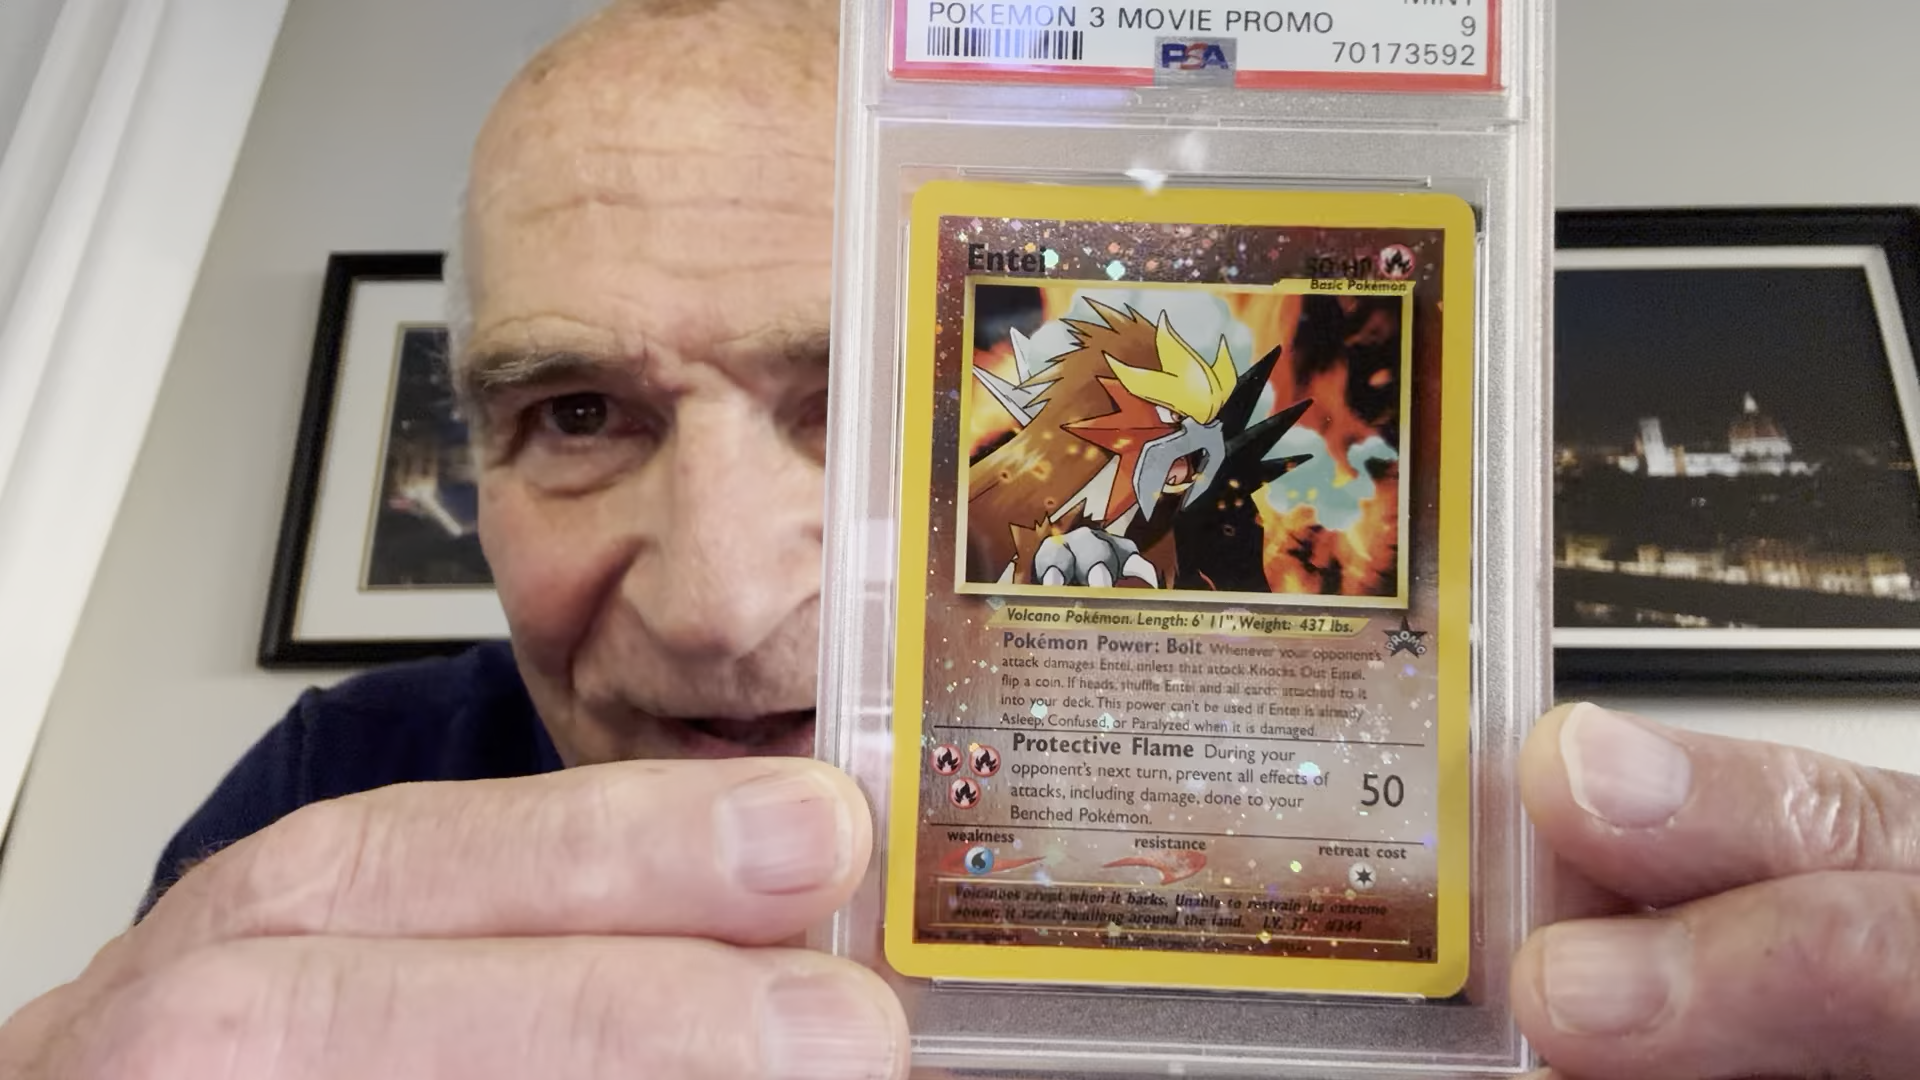 MINT
POKEMON 3 MOVIE PROMO 9
PSA 70173592
Entei 50 HP
Basic Pokémon
Volcano Pokémon. Length: 6' 11", Weight: 437 lbs.
PROMO
Pokémon Power: Bolt Whenever your opponent's
attack damages Entei, unless that attack Knocks Out Entei,
flip a coin. If heads, shuffle Entei and all cards attached to it
into your deck. This power can't be used if Entei is already
Asleep, Confused, or Paralyzed when it is damaged.
Protective Flame During your
opponent's next turn, prevent all effects of
attacks, including damage, done to your
Benched Pokémon.
50
weakness resistance retreat cost
Volcanoes erupt when it barks. Unable to restrain its extreme
power, it races headlong around the land. LV. 37 #244
34